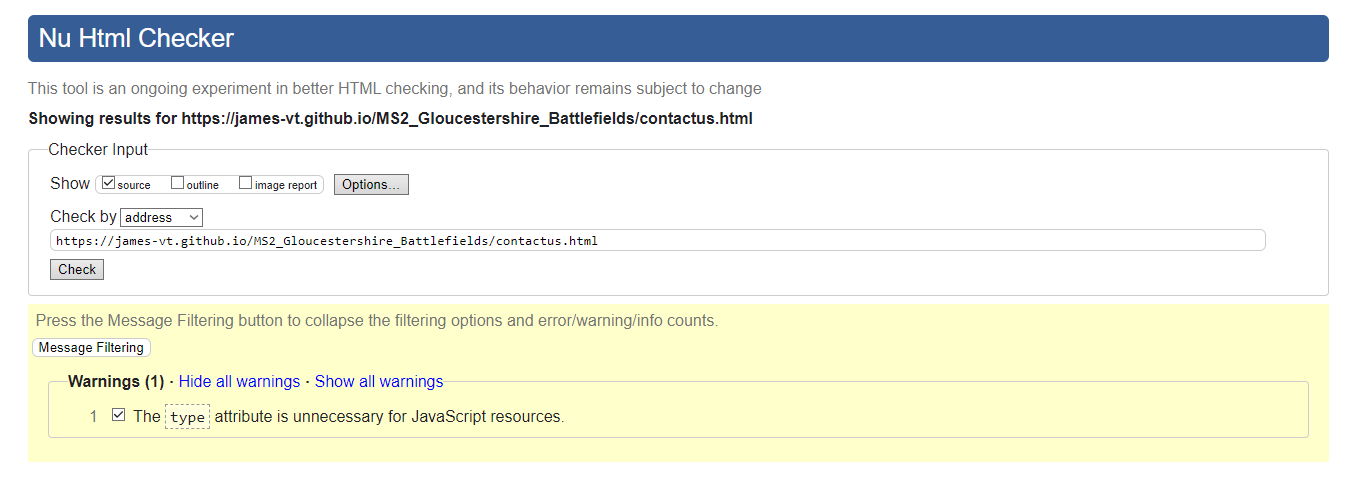 Nu Html Checker
This tool is an ongoing experiment in better HTML checking, and its behavior remains subject to change
Showing results for https://james-vt.github.io/MS2_Gloucestershire_Battlefields/contactus.html
Checker Input
Show source outline image report Options...
Check by address
https://james-vt.github.io/MS2_Gloucestershire_Battlefields/contactus.html
Check
Press the Message Filtering button to collapse the filtering options and error/warning/info counts.
Message Filtering
Warnings (1) · Hide all warnings · Show all warnings
1 The type attribute is unnecessary for JavaScript resources.